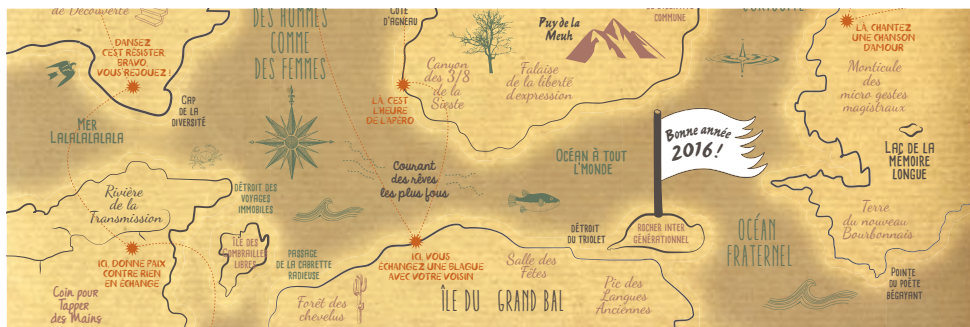 de Découverte
DES HOMMES
COMME
DES FEMMES
CÔTE
D'AGNEAU
Puy de la
Meuh
COMMUNE
LÀ, CHANTEZ
UNE CHANSON
D'AMOUR
DANSEZ
C'EST RÉSISTER
BRAVO,
VOUS REJOUEZ !
Canyon
des 3/8
de la
Sieste
Falaise
de la liberté
d'expression
Monticule
des
micro gestes
magistraux
CAP
DE LA
DIVERSITÉ
LÀ, C'EST
L'HEURE
DE L'APÉRO
MER
LALALALALALA
Bonne année
2016 !
OCÉAN À TOUT
L'MONDE
LAC DE LA
MÉMOIRE
LONGUE
Courant
des rêves
les plus fous
Rivière
de la
Transmission
DÉTROIT DES
VOYAGES
IMMOBILES
Terre
du nouveau
Bourbonnais
ÎLE DES
COMBRAILLES
LIBRES
PASSAGE
DE LA CABRETTE
RADIEUSE
DÉTROIT
DU TRIOLET
ROCHER INTER
GÉNÉRATIONNEL
OCÉAN
FRATERNEL
ICI, DONNE PAIX
CONTRE RIEN
EN ÉCHANGE
ICI, VOUS
ÉCHANGEZ UNE BLAGUE
AVEC VOTRE VOISIN
Salle des
Fêtes
POINTE
DU POÈTE
BÉGAYANT
Coin pour
Tapper
des Mains
Forêt des
chevelus
ÎLE DU GRAND BAL
Pic des
Langues
Anciennes